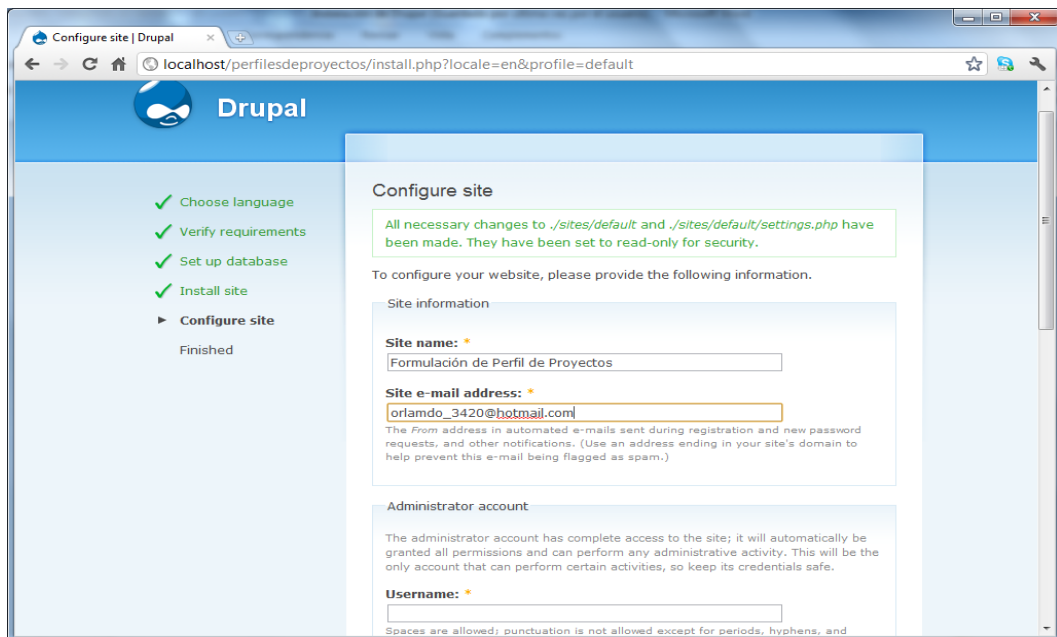 Configure site | Drupal
localhost/perfilesdeproyectos/install.php?locale=en&profile=default
Drupal
Choose language
Verify requirements
Set up database
Install site
Configure site
Finished
Configure site
All necessary changes to ./sites/default and ./sites/default/settings.php have
been made. They have been set to read-only for security.
To configure your website, please provide the following information.
Site information
Site name: *
Formulación de Perfil de Proyectos
Site e-mail address: *
orlamdo_3420@hotmail.com
The From address in automated e-mails sent during registration and new password
requests, and other notifications. (Use an address ending in your site's domain to
help prevent this e-mail being flagged as spam.)
Administrator account
The administrator account has complete access to the site; it will automatically be
granted all permissions and can perform any administrative activity. This will be the
only account that can perform certain activities, so keep its credentials safe.
Username: *
Spaces are allowed; punctuation is not allowed except for periods, hyphens, and